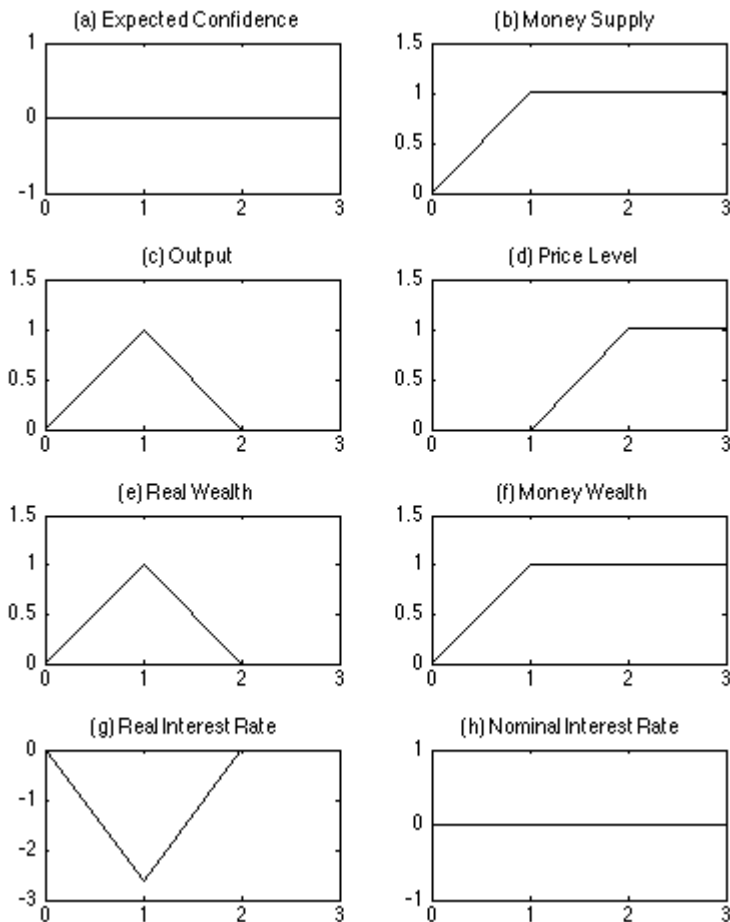 (a) Expected Confidence
1
0
-1
0 1 2 3
(b) Money Supply
1.5
1
0.5
0
0 1 2 3
(c) Output
1.5
1
0.5
0
0 1 2 3
(d) Price Level
1.5
1
0.5
0
0 1 2 3
(e) Real Wealth
1.5
1
0.5
0
0 1 2 3
(f) Money Wealth
1.5
1
0.5
0
0 1 2 3
(g) Real Interest Rate
0
-1
-2
-3
0 1 2 3
(h) Nominal Interest Rate
1
0
-1
0 1 2 3